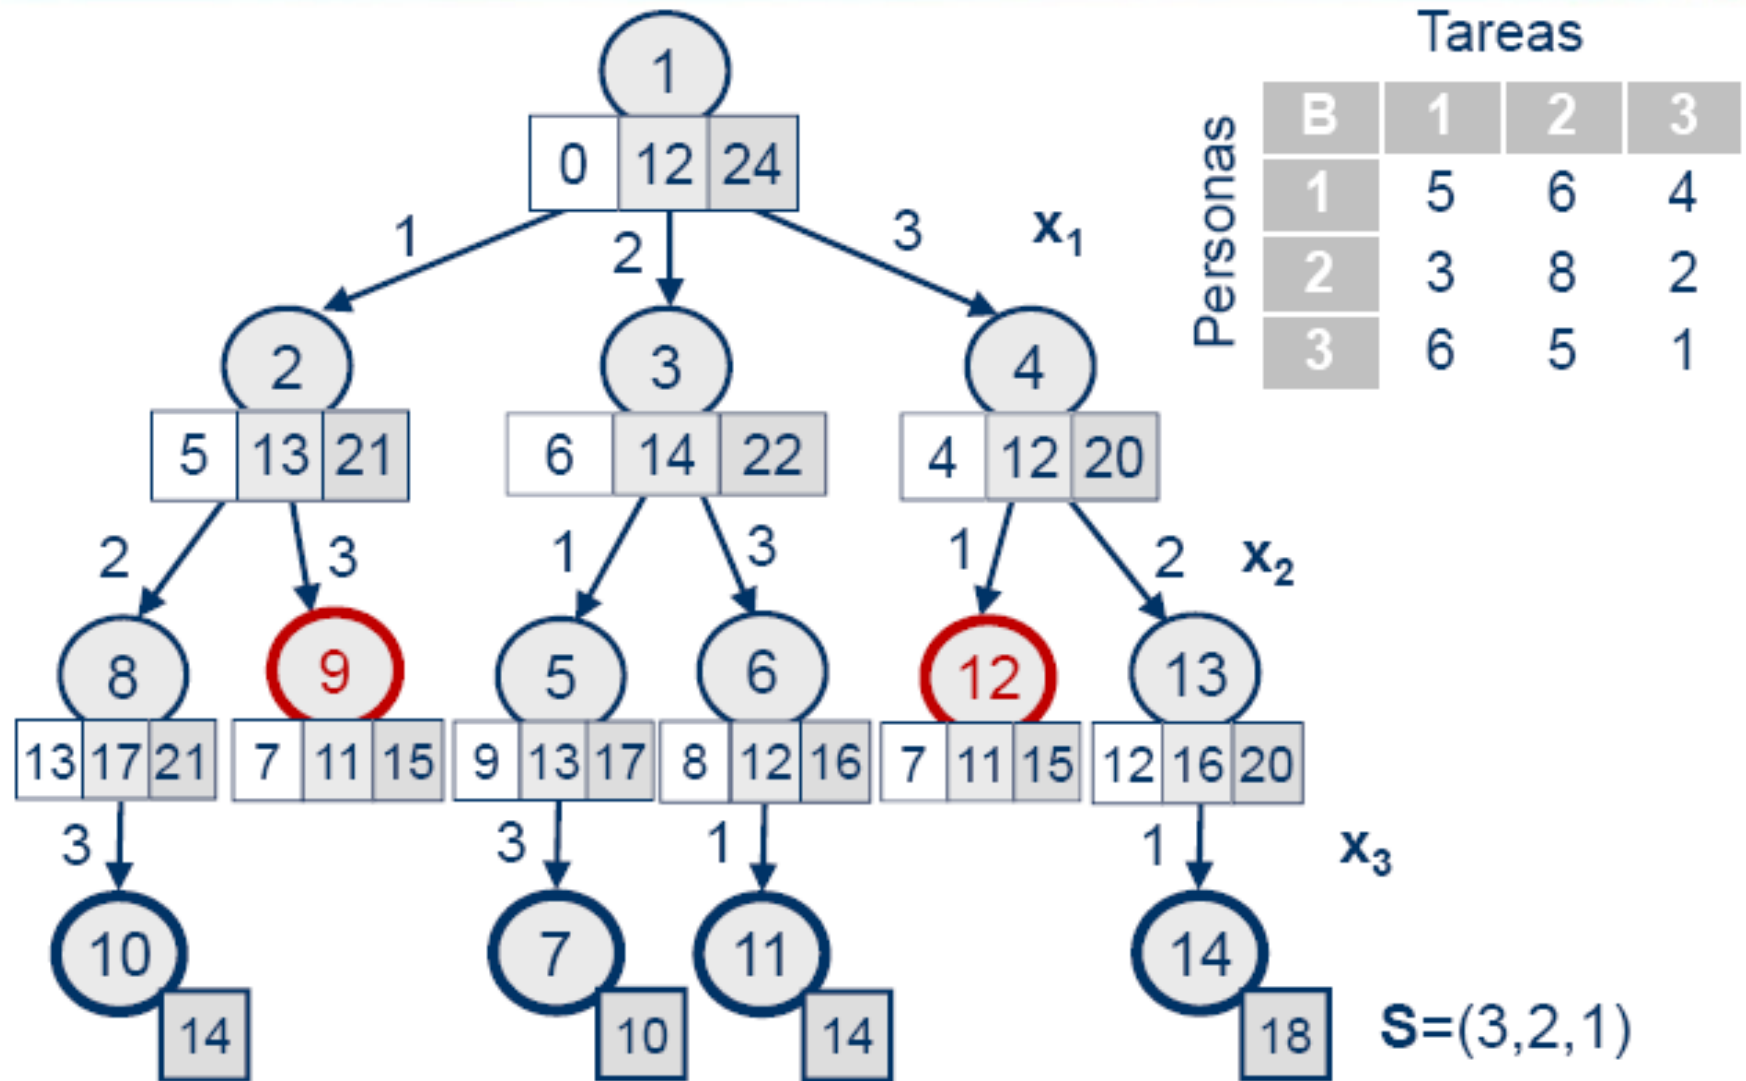 Tareas
Personas
B 1 2 3
1 5 6 4
2 3 8 2
3 6 5 1
1
0 12 24
1 2 3 x₁
2 3 4
5 13 21 6 14 22 4 12 20
2 3 1 3 1 2 x₂
8 9 5 6 12 13
13 17 21 7 11 15 9 13 17 8 12 16 7 11 15 12 16 20
3 3 1 1 x₃
10 7 11 14
14 10 14 18 S=(3,2,1)